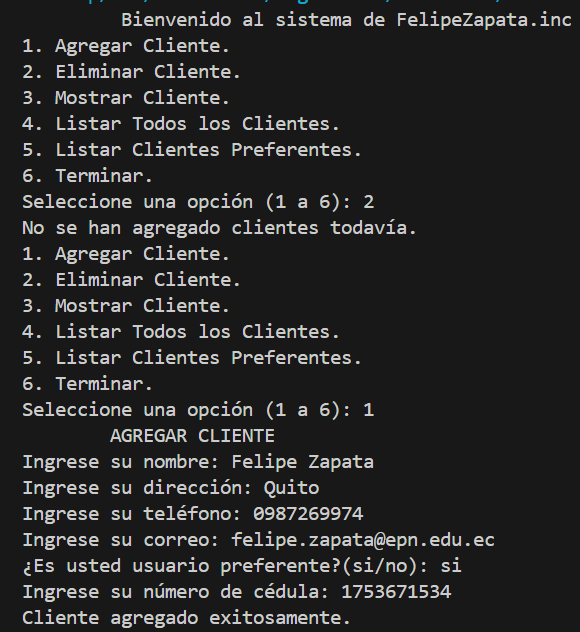 Bienvenido al sistema de FelipeZapata.inc
1. Agregar Cliente.
2. Eliminar Cliente.
3. Mostrar Cliente.
4. Listar Todos los Clientes.
5. Listar Clientes Preferentes.
6. Terminar.
Seleccione una opción (1 a 6): 2
No se han agregado clientes todavía.
1. Agregar Cliente.
2. Eliminar Cliente.
3. Mostrar Cliente.
4. Listar Todos los Clientes.
5. Listar Clientes Preferentes.
6. Terminar.
Seleccione una opción (1 a 6): 1
AGREGAR CLIENTE
Ingrese su nombre: Felipe Zapata
Ingrese su dirección: Quito
Ingrese su teléfono: 0987269974
Ingrese su correo: felipe.zapata@epn.edu.ec
¿Es usted usuario preferente?(si/no): si
Ingrese su número de cédula: 1753671534
Cliente agregado exitosamente.